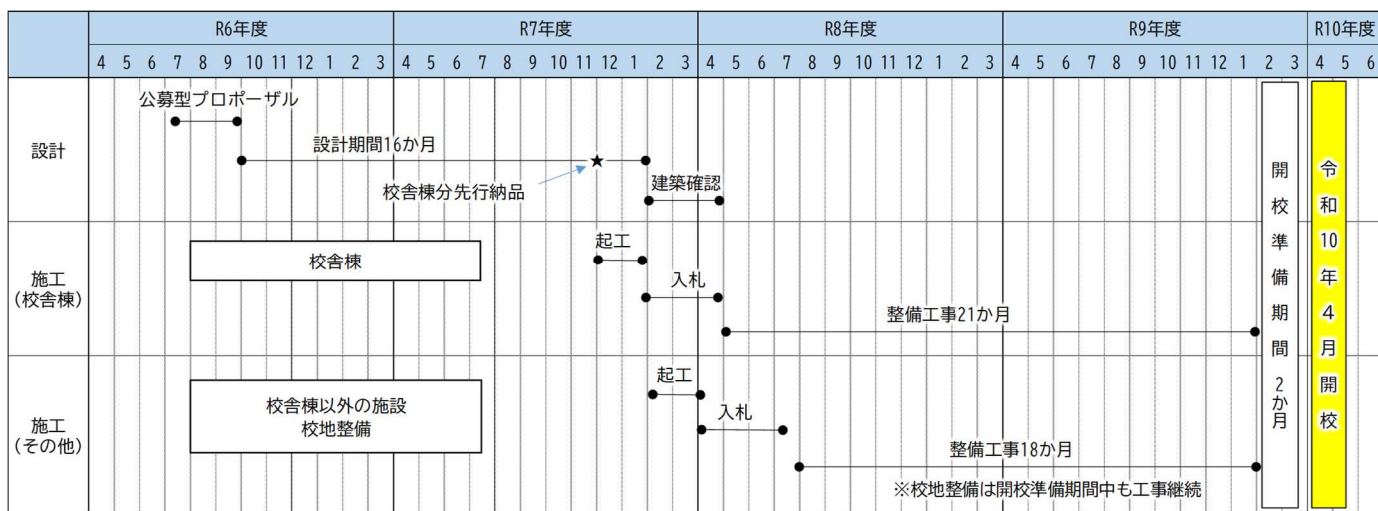 R6年度 R7年度 R8年度 R9年度 R10年度
4 5 6 7 8 9 10 11 12 1 2 3 4 5 6 7 8 9 10 11 12 1 2 3 4 5 6 7 8 9 10 11 12 1 2 3 4 5 6 7 8 9 10 11 12 1 2 3 4 5 6
設計
公募型プロポーザル
設計期間16か月
★
校舎棟分先行納品
建築確認
施工
(校舎棟)
校舎棟
起工
入札
整備工事21か月
施工
(その他)
校舎棟以外の施設
校地整備
起工
入札
整備工事18か月
※校地整備は開校準備期間中も工事継続
開校準備期間 2か月
令和10年4月開校